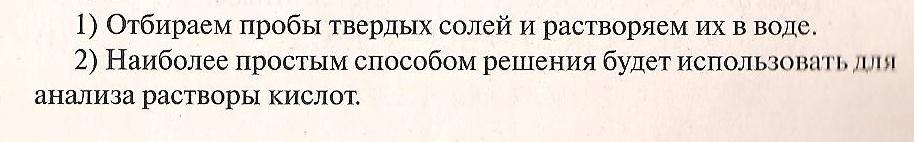 1) Отбираем пробы твердых солей и растворяем их в воде.
2) Наиболее простым способом решения будет использовать для
анализа растворы кислот.